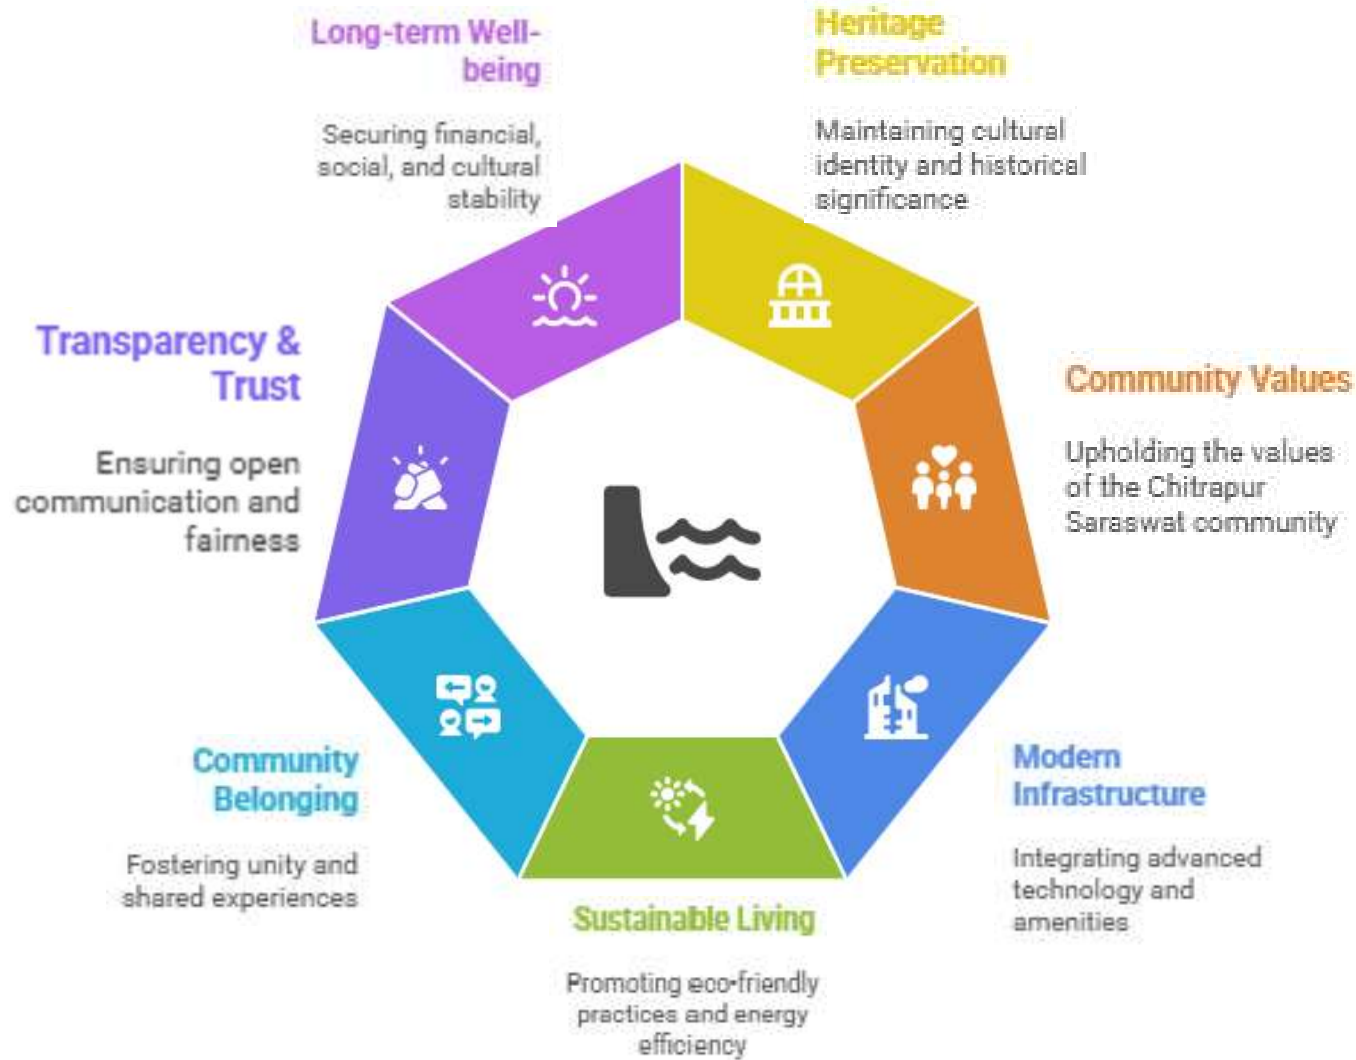 Long-term Well-
being
Securing financial,
social, and cultural
stability
Heritage
Preservation
Maintaining cultural
identity and historical
significance
Transparency &
Trust
Ensuring open
communication and
fairness
Community Values
Upholding the values
of the Chitrapur
Saraswat community
Community
Belonging
Fostering unity and
shared experiences
Modern
Infrastructure
Integrating advanced
technology and
amenities
Sustainable Living
Promoting eco-friendly
practices and energy
efficiency